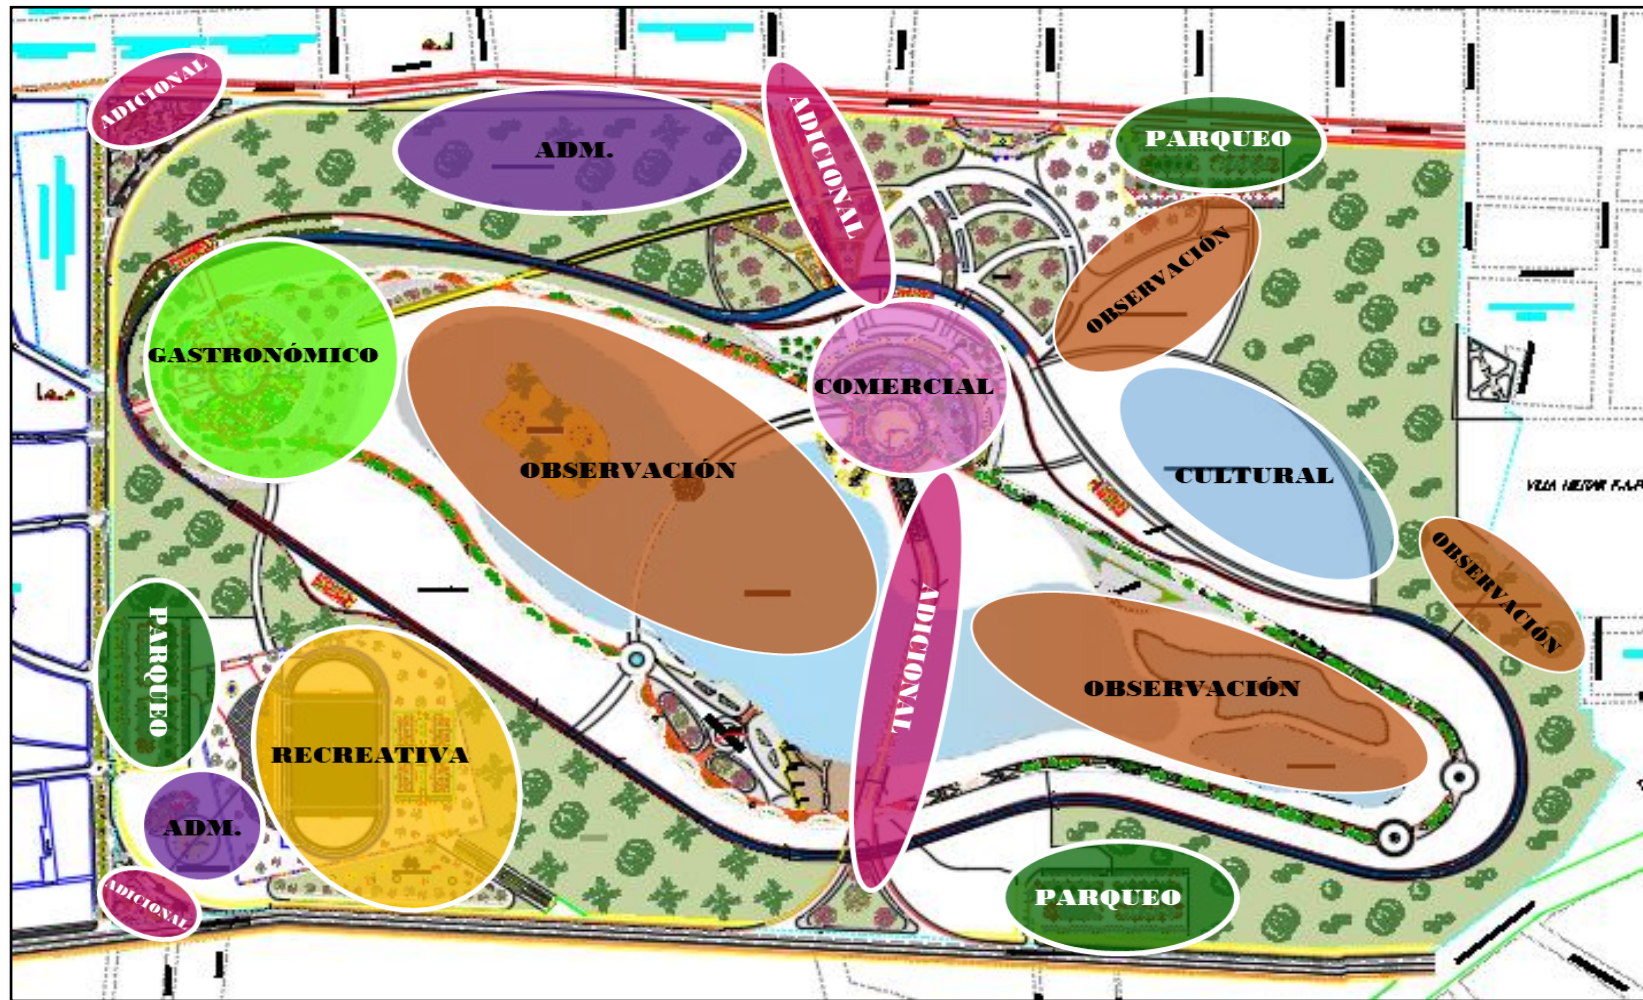 ADICIONAL
ADM.
ADICIONAL
PARQUEO
OBSERVACIÓN
GASTRONÓMICO
COMERCIAL
OBSERVACIÓN
CULTURAL
OBSERVACIÓN
PARQUEO
ADICIONAL
OBSERVACIÓN
RECREATIVA
ADM.
ADICIONAL
PARQUEO